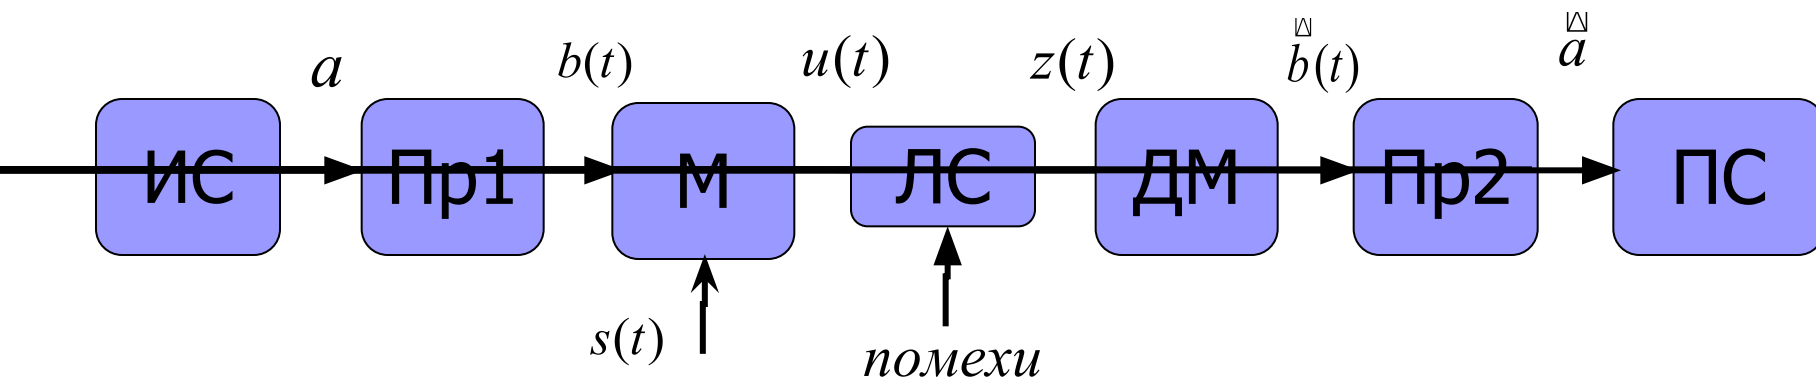 a b(t) u(t) z(t) b̂(t) â
ИС Пр1 М ЛС ДМ Пр2 ПС
s(t) помехи